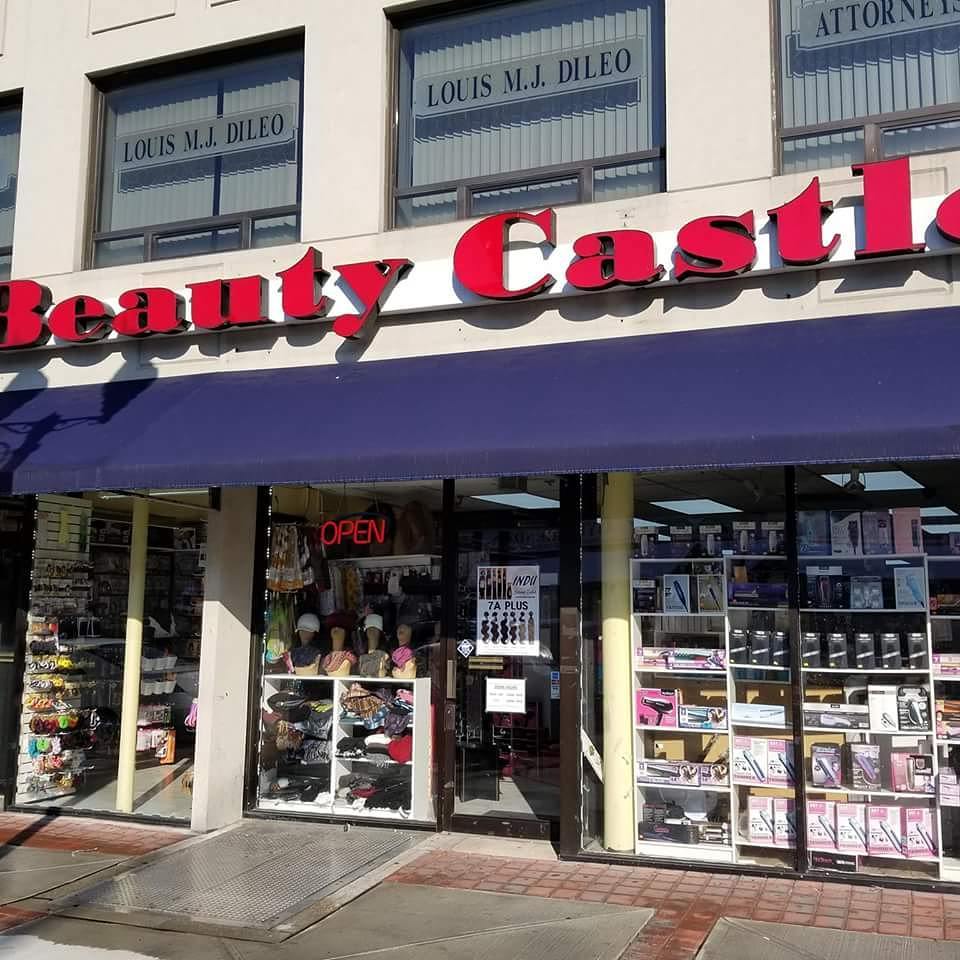 LOUIS M.J. DILEO
LOUIS M.J. DILEO
ATTORNEYS
Beauty Castle
OPEN
INDU
7A PLUS